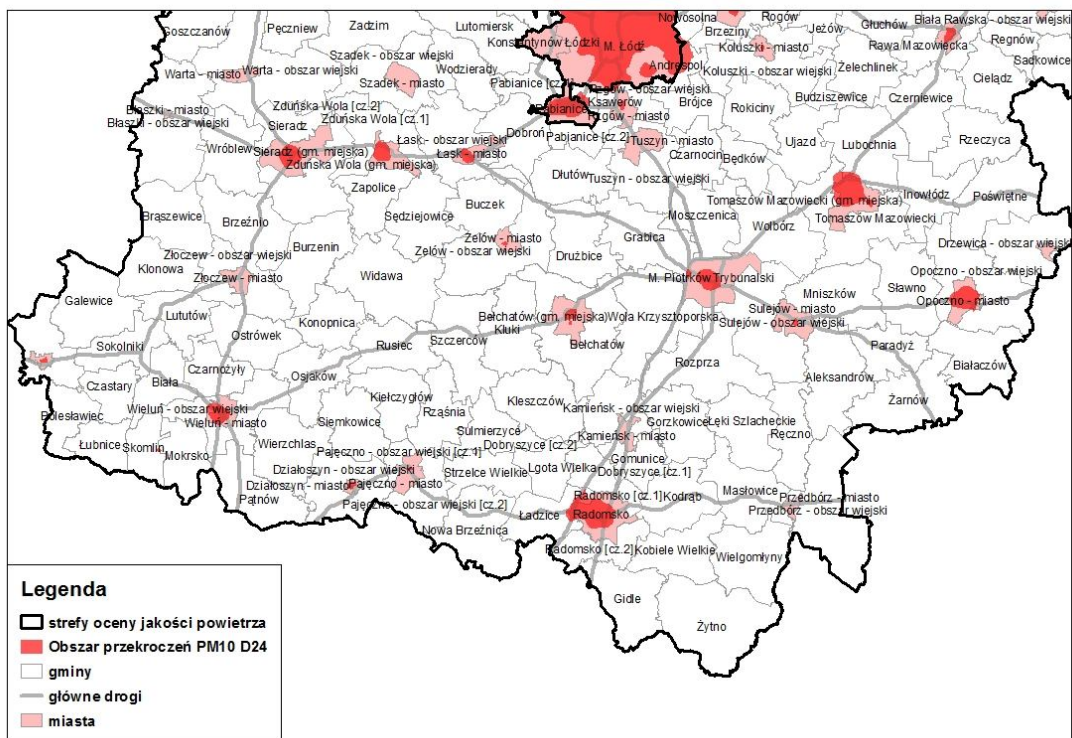 Goszczanów
Pęczniew
Zadzim
Lutomiersk
Konstantynów Łódzki
M. Łódź
Nowosolna
Brzeziny
Rogów
Jeżów
Głuchów
Biała Rawska - obszar wiejski
Rawa Mazowiecka
Regnów
Sadkowice
Cielądz
Koluszki - miasto
Andrespol
Koluszki - obszar wiejski
Żelechlinek
Szadek - obszar wiejski
Szadek - miasto
Wodzierady
Warta - miasto
Warta - obszar wiejski
Pabianice
Ksawerów
Rzgów - miasto
Brójce
Rokiciny
Budziszewice
Czerniewice
Błaszki - miasto
Błaszki - obszar wiejski
Zduńska Wola [cz.2]
Zduńska Wola [cz.1]
Sieradz
Dobroń
Pabianice [cz.2]
Tuszyn - miasto
Czarnocin
Będków
Ujazd
Lubochnia
Rzeczyca
Wróblew
Sieradz (gm. miejska)
Zduńska Wola (gm. miejska)
Łask - obszar wiejski
Łask - miasto
Dłutów
Tuszyn - obszar wiejski
Zapolice
Sędziejowice
Buczek
Moszczenica
Wolbórz
Tomaszów Mazowiecki (gm. miejska)
Tomaszów Mazowiecki
Inowłódz
Poświętne
Brąszewice
Brzeźnio
Burzenin
Zelów - miasto
Zelów - obszar wiejski
Drużbice
Grabica
Drzewica - obszar wiejski
Złoczew - obszar wiejski
Złoczew - miasto
Klonowa
Widawa
M. Piotrków Trybunalski
Opoczno - obszar wiejski
Opoczno - miasto
Sławno
Mniszków
Galewice
Lututów
Ostrówek
Konopnica
Szczerców
Bełchatów (gm. miejska)
Kluki
Wola Krzysztoporska
Bełchatów
Sulejów - miasto
Sulejów - obszar wiejski
Paradyż
Białaczów
Sokolniki
Rusiec
Rozprza
Aleksandrów
Żarnów
Czastary
Biała
Czarnożyły
Osjaków
Kiełczygłów
Rząśnia
Kleszczów
Kamieńsk - obszar wiejski
Kamieńsk - miasto
Gorzkowice
Łęki Szlacheckie
Ręczno
Bolesławiec
Wieluń - obszar wiejski
Wieluń - miasto
Siemkowice
Sulmierzyce
Dobryszyce [cz.2]
Gomunice
Dobryszyce [cz.1]
Łubnice
Skomlin
Mokrsko
Wierzchlas
Pajęczno - obszar wiejski [cz.1]
Działoszyn - obszar wiejski
Działoszyn - miasto
Pajęczno - miasto
Strzelce Wielkie
Lgota Wielka
Pątnów
Pajęczno - obszar wiejski [cz.2]
Nowa Brzeźnica
Ładzice
Radomsko [cz.1]
Radomsko
Kodrąb
Masłowice
Przedbórz - miasto
Przedbórz - obszar wiejski
Radomsko [cz.2]
Kobiele Wielkie
Wielgomłyny
Gidle
Żytno
Legenda
strefy oceny jakości powietrza
Obszar przekroczeń PM10 D24
gminy
główne drogi
miasta